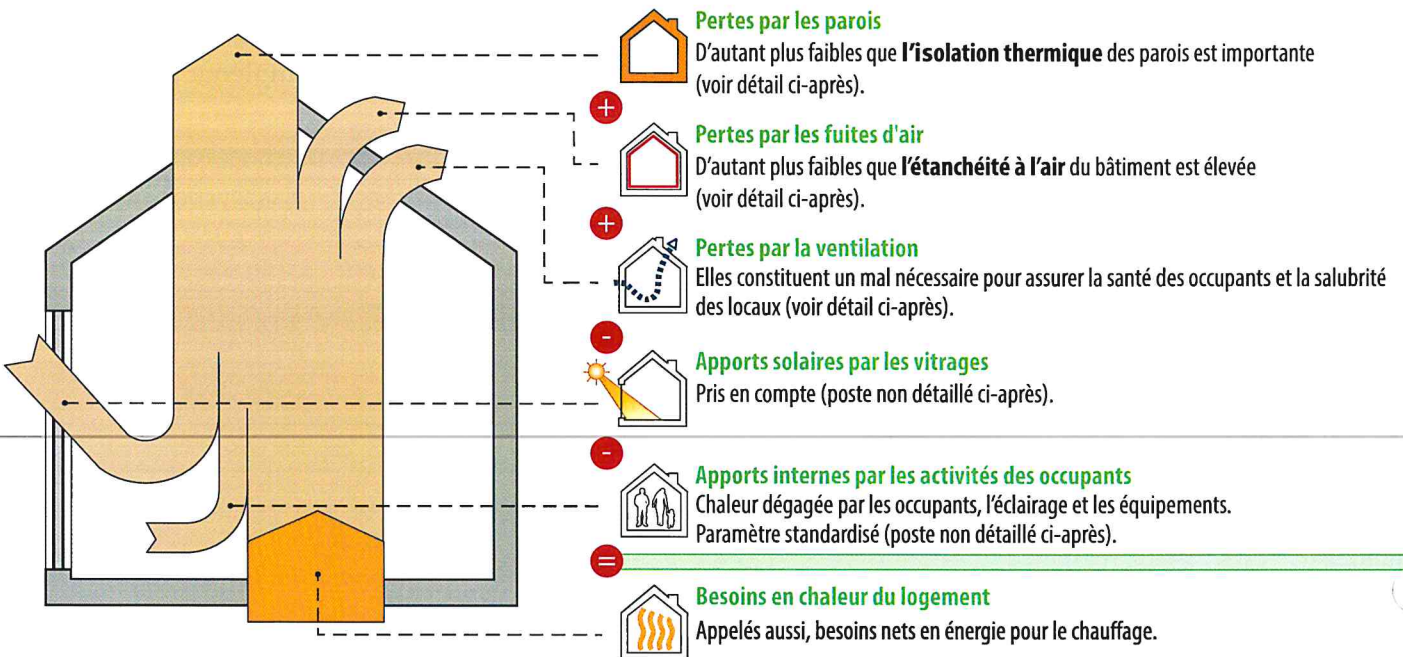 Pertes par les parois
D'autant plus faibles que l'isolation thermique des parois est importante
(voir détail ci-après).
+
Pertes par les fuites d'air
D'autant plus faibles que l'étanchéité à l'air du bâtiment est élevée
(voir détail ci-après).
+
Pertes par la ventilation
Elles constituent un mal nécessaire pour assurer la santé des occupants et la salubrité
des locaux (voir détail ci-après).
-
Apports solaires par les vitrages
Pris en compte (poste non détaillé ci-après).
-
Apports internes par les activités des occupants
Chaleur dégagée par les occupants, l'éclairage et les équipements.
Paramètre standardisé (poste non détaillé ci-après).
=
Besoins en chaleur du logement
Appelés aussi, besoins nets en énergie pour le chauffage.